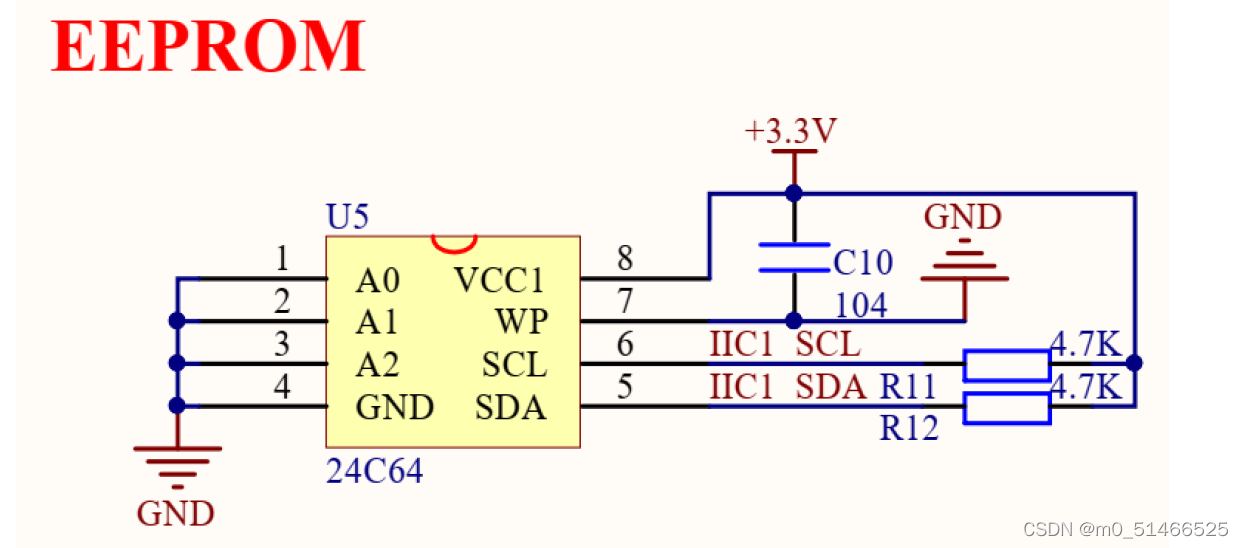 EEPROM
+3.3V
U5
GND
1
A0
VCC1
8
C10
2
A1
WP
7
104
3
A2
SCL
6
IIC1 SCL
4.7K
4
GND
SDA
5
IIC1 SDA
R11
4.7K
R12
24C64
GND
CSDN @m0_51466525